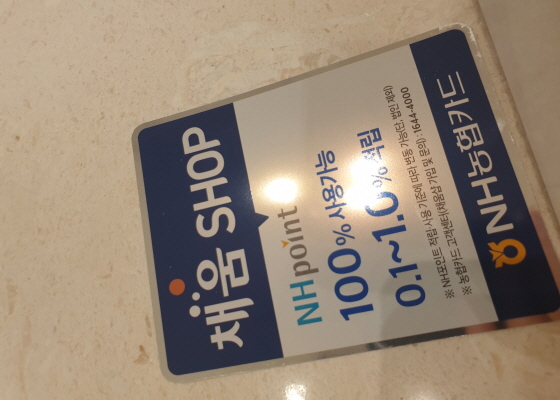 채움 SHOP
NHpoint
100% 사용가능
0.1~1.0% 적립
※ NH포인트 적립·사용기준에 따라 변동가능(단, 법인 제외)
※ 농협카드 고객센터(채움샵 가입 및 문의) : 1644-4000
NH농협카드